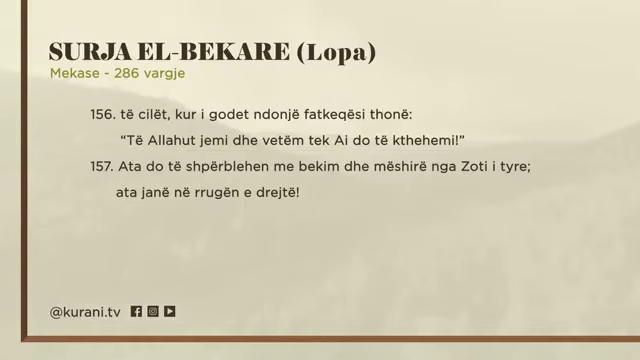 SURJA EL-BEKARE (Lopa)
Mekase - 286 vargje
156. të cilët, kur i godet ndonjë fatkeqësi thonë:
“Të Allahut jemi dhe vetëm tek Ai do të kthehemi!”
157. Ata do të shpërblehen me bekim dhe mëshirë nga Zoti i tyre;
ata janë në rrugën e drejtë!
@kurani.tv